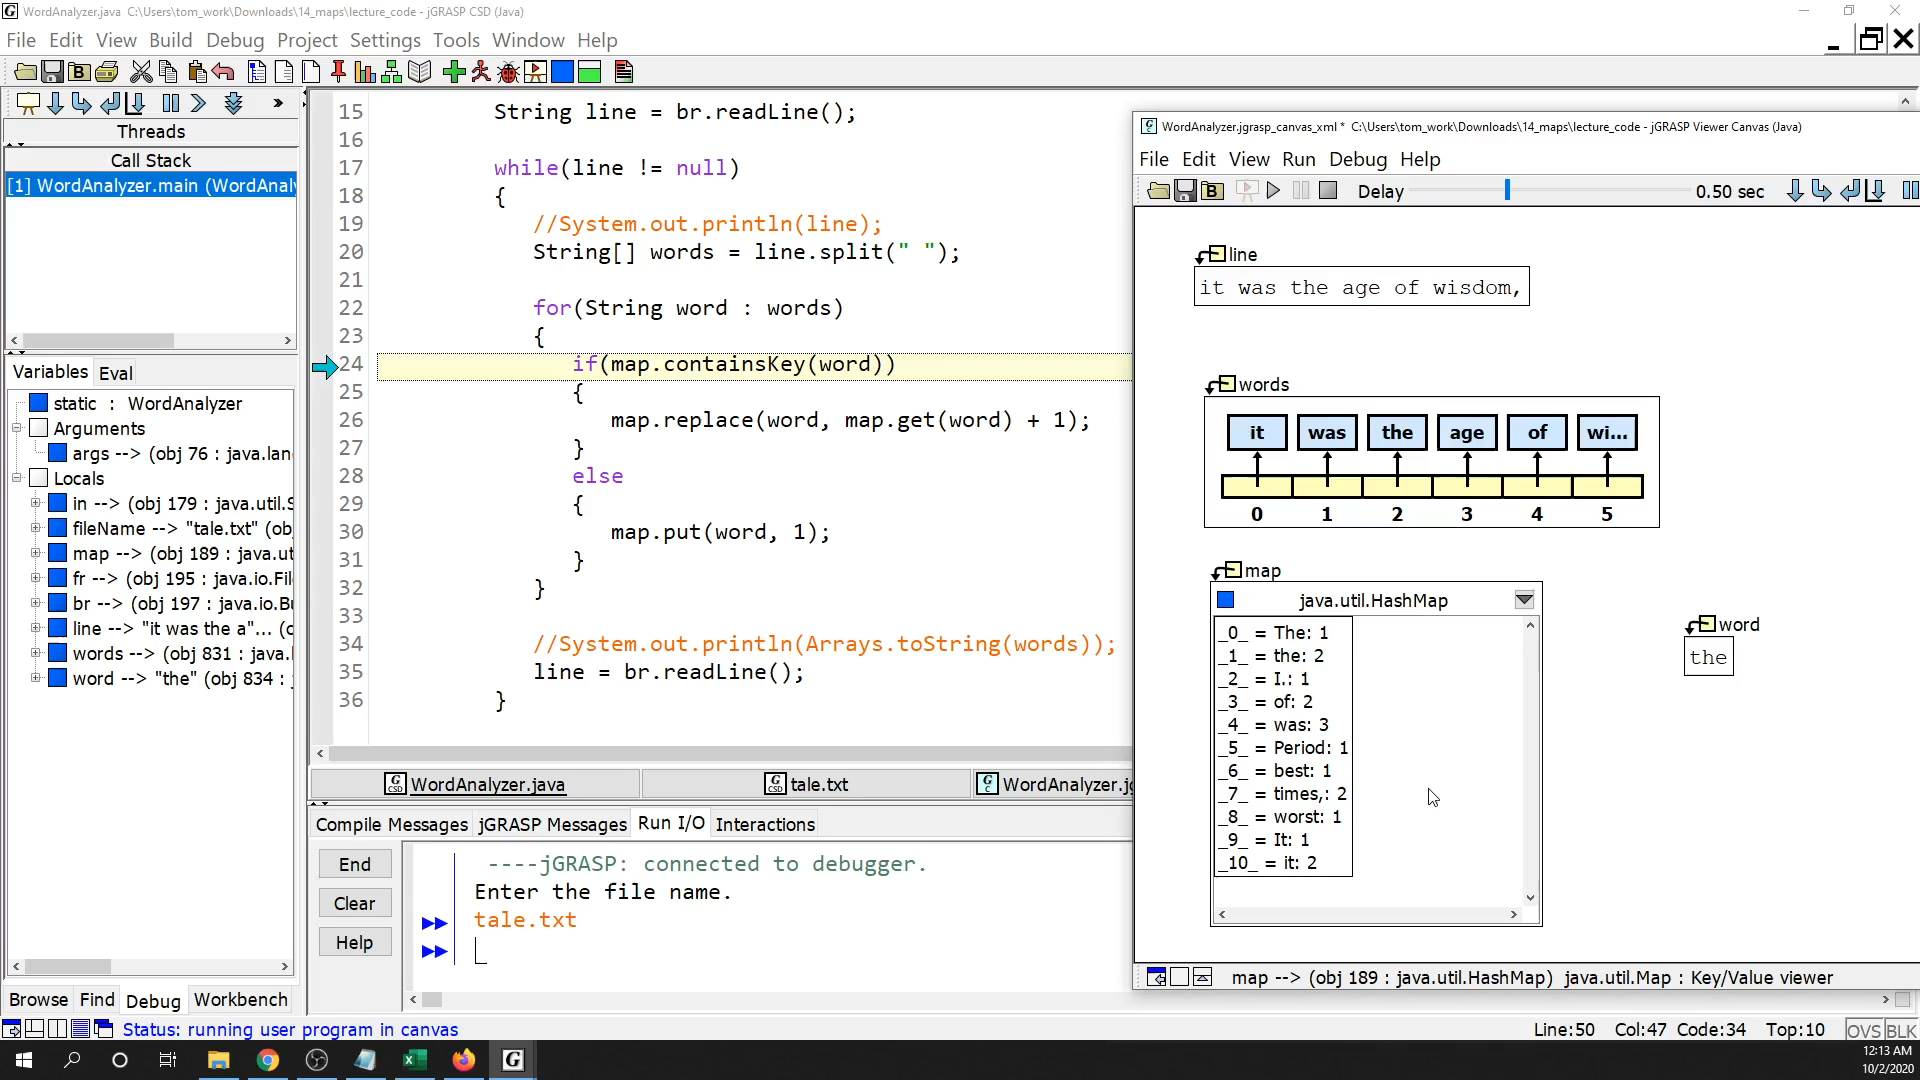 WordAnalyzer.java C:\Users\tom_work\Downloads\14_maps\lecture_code - jGRASP CSD (Java)
File Edit View Build Debug Project Settings Tools Window Help
Threads
Call Stack
[1] WordAnalyzer.main (WordAnaly
Variables Eval
static : WordAnalyzer
Arguments
args --> (obj 76 : java.lan
Locals
in --> (obj 179 : java.util.S
fileName --> "tale.txt" (ob
map --> (obj 189 : java.ut
fr --> (obj 195 : java.io.Fil
br --> (obj 197 : java.io.Bu
line --> "it was the a"... (o
words --> (obj 831 : java.l
word --> "the" (obj 834 :
Browse Find Debug Workbench
15 String line = br.readLine();
16
17 while(line != null)
18 {
19 //System.out.println(line);
20 String[] words = line.split(" ");
21
22 for(String word : words)
23 {
24 if(map.containsKey(word))
25 {
26 map.replace(word, map.get(word) + 1);
27 }
28 else
29 {
30 map.put(word, 1);
31 }
32 }
33
34 //System.out.println(Arrays.toString(words));
35 line = br.readLine();
36 }
WordAnalyzer.java tale.txt WordAnalyzer.jg
Compile Messages jGRASP Messages Run I/O Interactions
End
Clear
Help
----jGRASP: connected to debugger.
Enter the file name.
tale.txt
WordAnalyzer.jgrasp_canvas_xml * C:\Users\tom_work\Downloads\14_maps\lecture_code - jGRASP Viewer Canvas (Java)
File Edit View Run Debug Help
Delay 0.50 sec
line
it was the age of wisdom,
words
it was the age of wi...
0 1 2 3 4 5
map
java.util.HashMap
_0_ = The: 1
_1_ = the: 2
_2_ = I.: 1
_3_ = of: 2
_4_ = was: 3
_5_ = Period: 1
_6_ = best: 1
_7_ = times,: 2
_8_ = worst: 1
_9_ = It: 1
_10_ = it: 2
word
the
map --> (obj 189 : java.util.HashMap) java.util.Map : Key/Value viewer
Status: running user program in canvas
Line:50 Col:47 Code:34 Top:10 OVS BLK
12:13 AM
10/2/2020